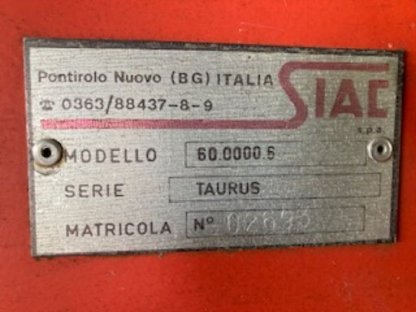 Pontirolo Nuovo (BG) ITALIA
☎ 0363/88437-8-9
SIAC
s.p.a
MODELLO 60.0000.6
SERIE TAURUS
MATRICOLA N°